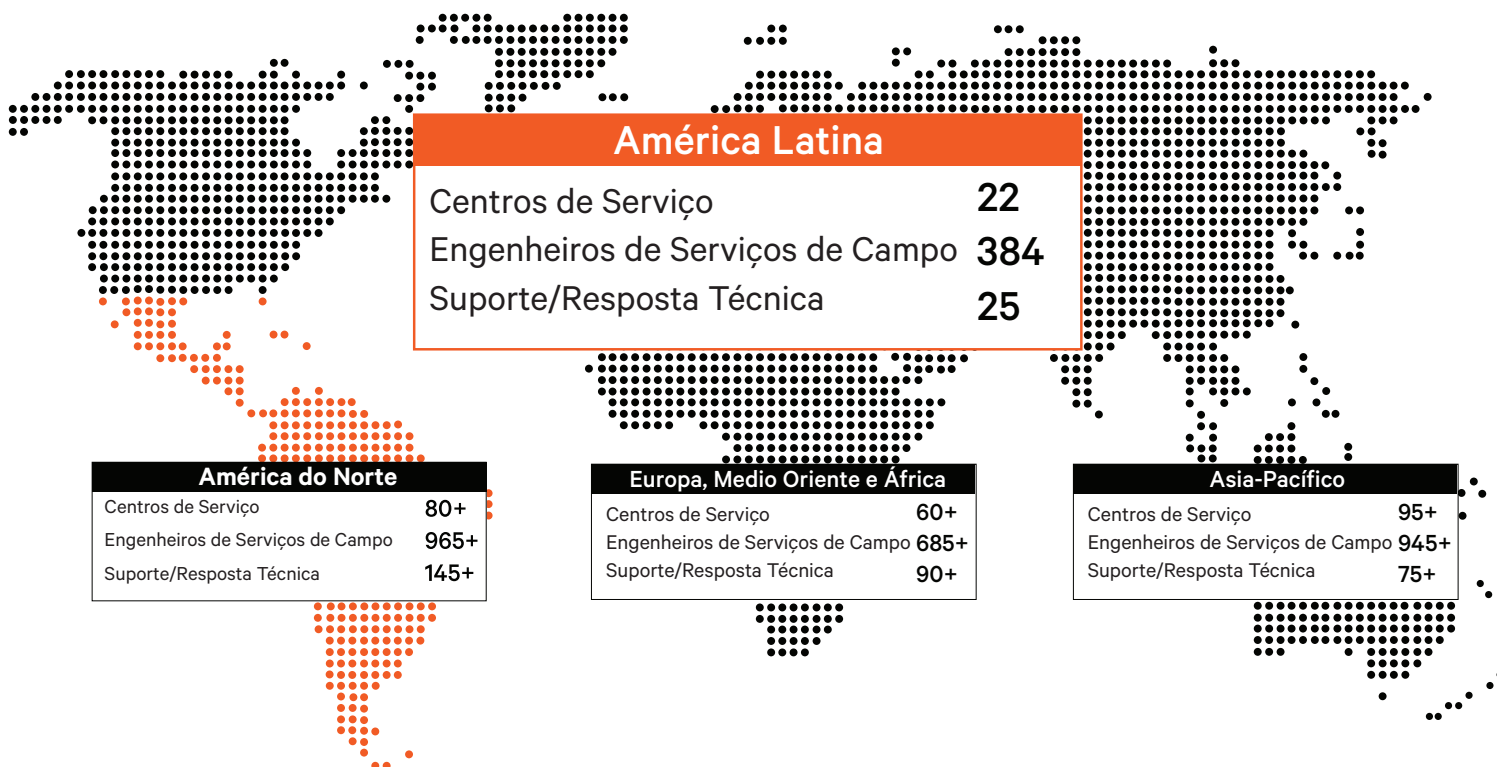 América Latina
Centros de Serviço 22
Engenheiros de Serviços de Campo 384
Suporte/Resposta Técnica 25
América do Norte
Centros de Serviço 80+
Engenheiros de Serviços de Campo 965+
Suporte/Resposta Técnica 145+
Europa, Medio Oriente e África
Centros de Serviço 60+
Engenheiros de Serviços de Campo 685+
Suporte/Resposta Técnica 90+
Asia-Pacífico
Centros de Serviço 95+
Engenheiros de Serviços de Campo 945+
Suporte/Resposta Técnica 75+